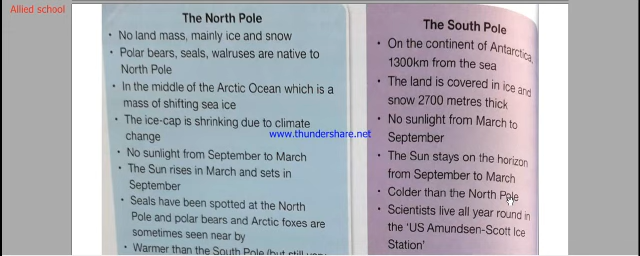 Allied school
The North Pole
• No land mass, mainly ice and snow
• Polar bears, seals, walruses are native to
North Pole
• In the middle of the Arctic Ocean which is a
mass of shifting sea ice
• The ice-cap is shrinking due to climate
change
• No sunlight from September to March
• The Sun rises in March and sets in
September
• Seals have been spotted at the North
Pole and polar bears and Arctic foxes are
sometimes seen near by
• Warmer than the South Pole (but still
www.thundershare.net
The South Pole
• On the continent of Antarctica,
1300km from the sea
• The land is covered in ice and
snow 2700 metres thick
• No sunlight from March to
September
• The Sun stays on the horizon
from September to March
• Colder than the North Pole
• Scientists live all year round in
the 'US Amundsen-Scott Ice
Station'